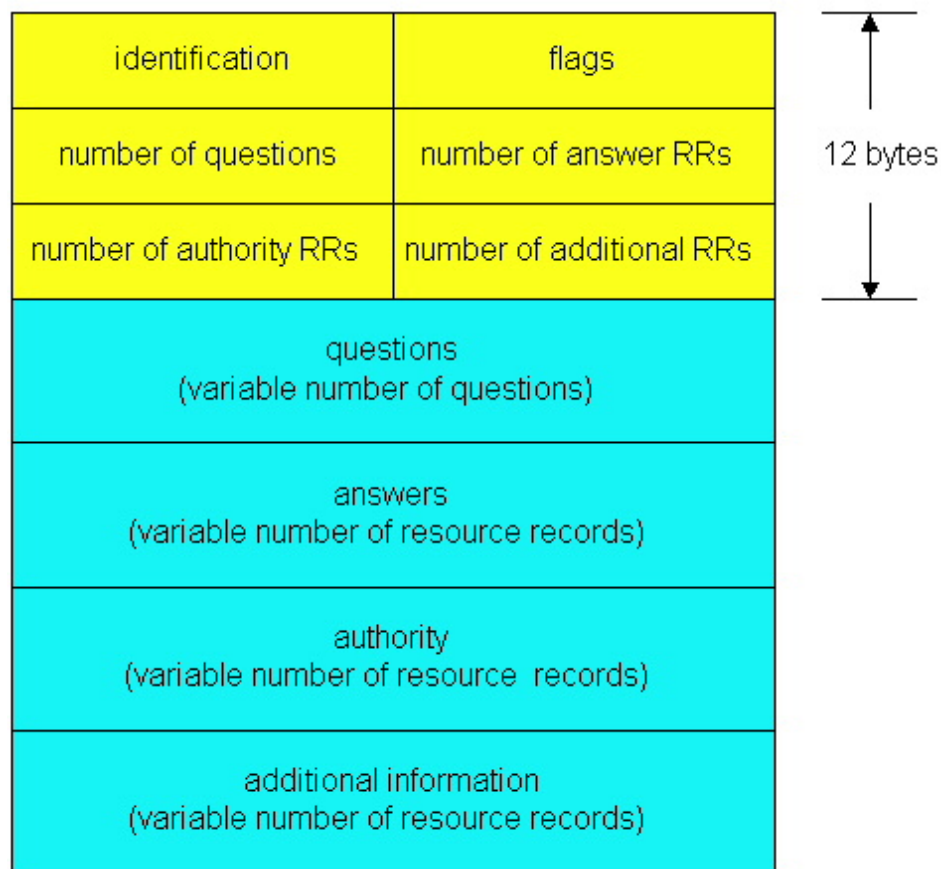 identification
flags
number of questions
number of answer RRs
12 bytes
number of authority RRs
number of additional RRs
questions
(variable number of questions)
answers
(variable number of resource records)
authority
(variable number of resource records)
additional information
(variable number of resource records)